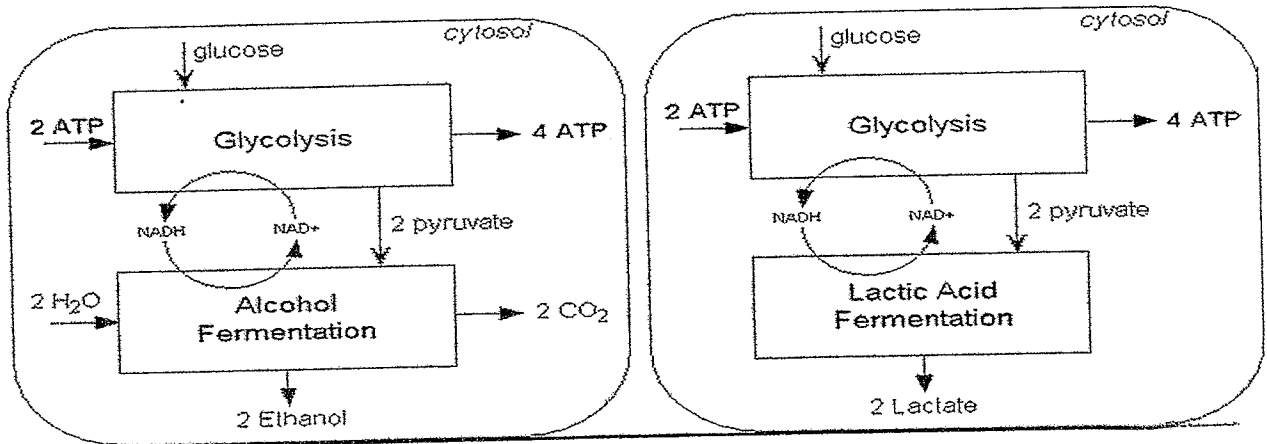 cytosol
glucose
2 ATP
Glycolysis
4 ATP
NADH
NAD+
2 pyruvate
2 H₂O
Alcohol
Fermentation
2 CO₂
2 Ethanol
cytosol
glucose
2 ATP
Glycolysis
4 ATP
NADH
NAD+
2 pyruvate
Lactic Acid
Fermentation
2 Lactate